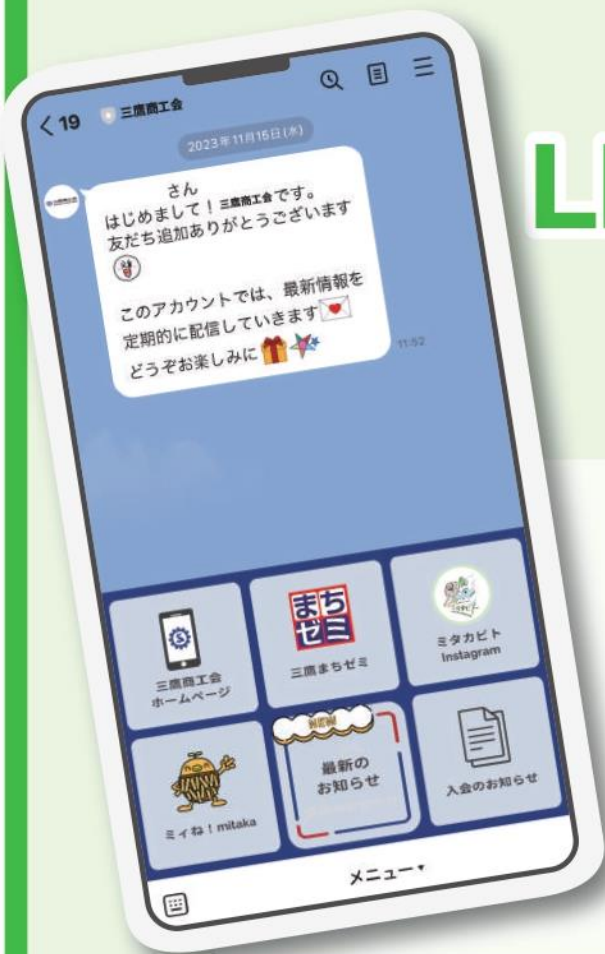 19
三鷹商工会
2023年11月15日(水)
さん
はじめまして！三鷹商工会です。
友だち追加ありがとうございます
このアカウントでは、最新情報を
定期的に配信していきます
どうぞお楽しみに
11:52
LI
三鷹商工会
ホームページ
まち
ゼミ
三鷹まちゼミ
ミタカビト
Instagram
ミィね！mitaka
NEW
最新の
お知らせ
入会のお知らせ
メニュー▼